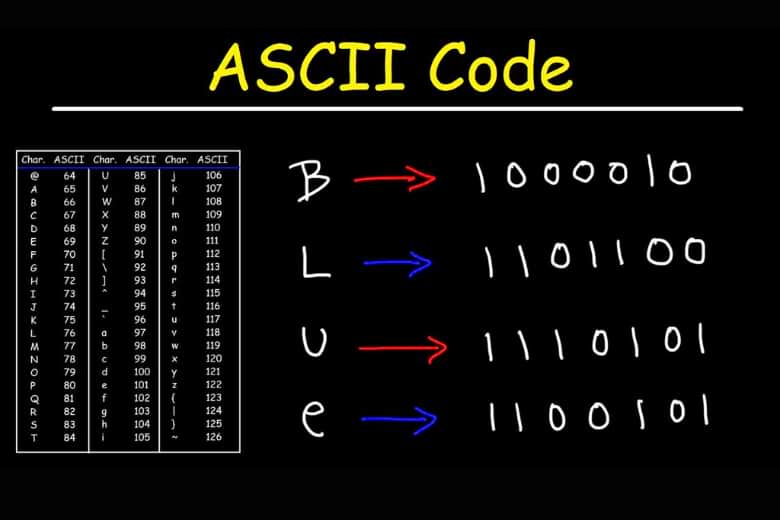 ASCII Code
Char. ASCII Char. ASCII Char. ASCII
@ 64 U 85 j 106
A 65 V 86 k 107
B 66 W 87 l 108
C 67 X 88 m 109
D 68 Y 89 n 110
E 69 Z 90 o 111
F 70 [ 91 p 112
G 71 \ 92 q 113
H 72 ] 93 r 114
I 73 ^ 94 s 115
J 74 _ 95 t 116
K 75 ` 96 u 117
L 76 a 97 v 118
M 77 b 98 w 119
N 78 c 99 x 120
O 79 d 100 y 121
P 80 e 101 z 122
Q 81 f 102 { 123
R 82 g 103 | 124
S 83 h 104 } 125
T 84 i 105 ~ 126
B → 1000010
L → 1101100
U → 1110101
e → 1100101